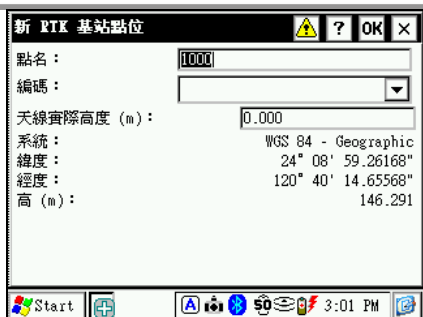 新 RTK 基站點位 ? OK ×
點名： 1000
編碼：
天線實際高度 (m)： 0.000
系統： WGS 84 - Geographic
緯度： 24° 08' 59.26168"
經度： 120° 40' 14.65568"
高 (m)： 146.291
Start A 50 3:01 PM